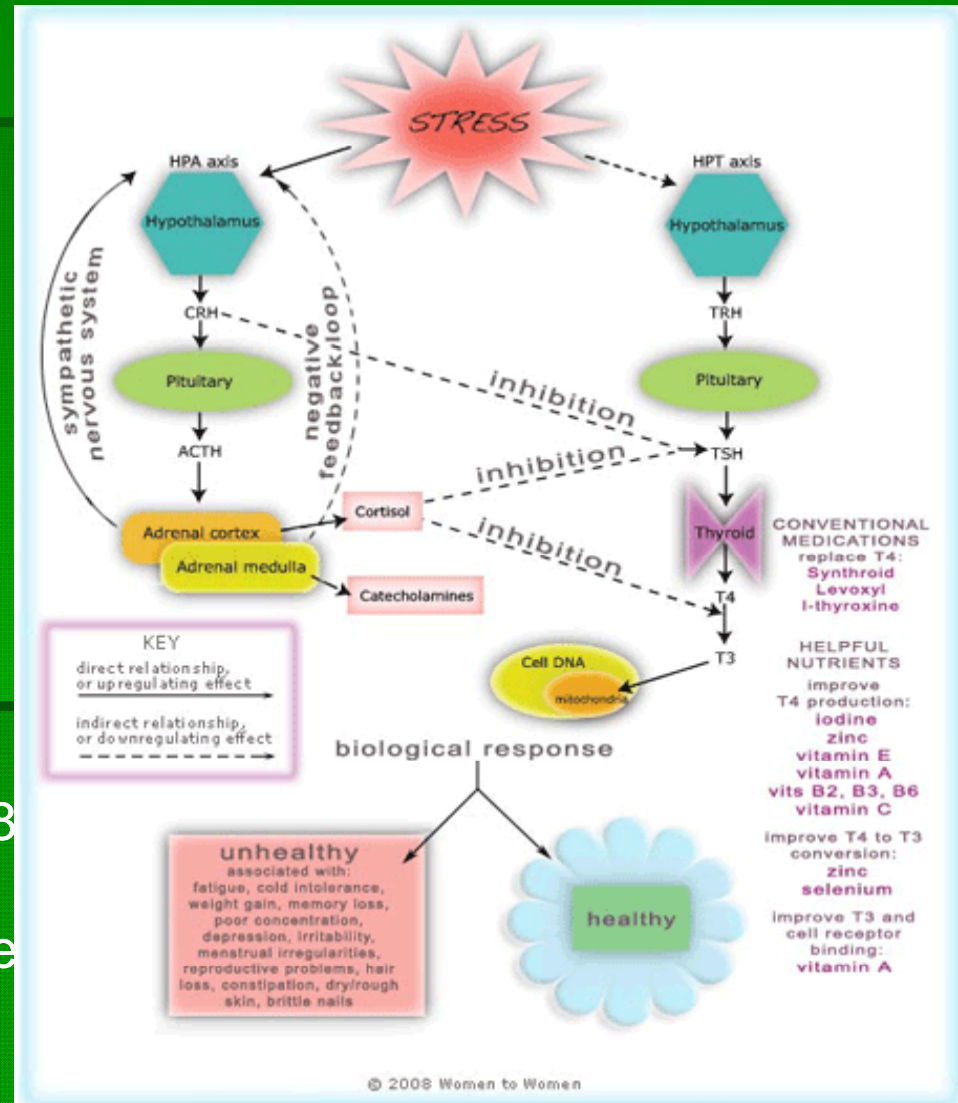 STRESS
HPA axis
Hypothalamus
CRH
Pituitary
ACTH
Adrenal cortex
Adrenal medulla
sympathetic
nervous system
negative
feedback loop
Cortisol
Catecholamines
inhibition
inhibition
inhibition
HPT axis
Hypothalamus
TRH
Pituitary
TSH
Thyroid
T4
T3
Cell DNA
mitochondria
CONVENTIONAL
MEDICATIONS
replace T4:
Synthroid
Levoxyl
l-thyroxine
HELPFUL
NUTRIENTS
improve
T4 production:
iodine
zinc
vitamin E
vitamin A
vits B2, B3, B6
vitamin C
improve T4 to T3
conversion:
zinc
selenium
improve T3 and
cell receptor
binding:
vitamin A
KEY
direct relationship,
or upregulating effect
indirect relationship,
or downregulating effect
biological response
unhealthy
associated with:
fatigue, cold intolerance,
weight gain, memory loss,
poor concentration,
depression, irritability,
menstrual irregularities,
reproductive problems, hair
loss, constipation, dry/rough
skin, brittle nails
healthy
3
e
© 2008 Women to Women